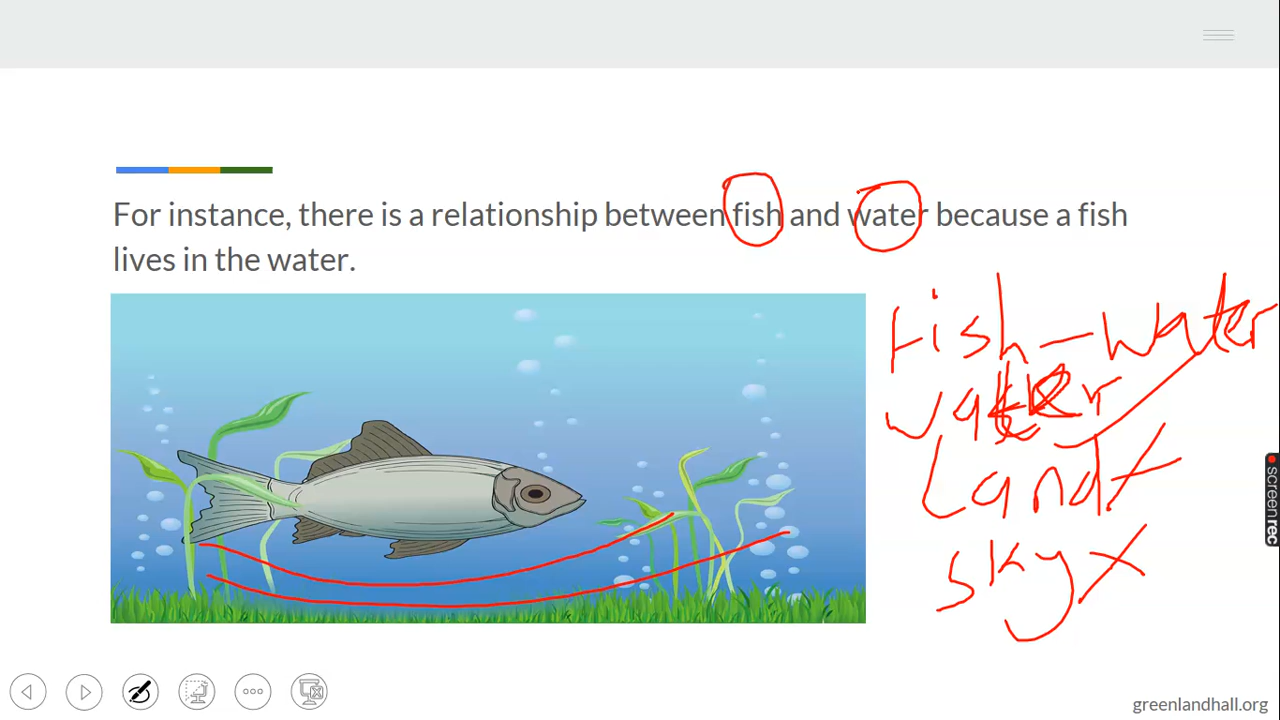 For instance, there is a relationship between fish and water because a fish
lives in the water.
Fish - water
water
Land x
sky x
screenrec
greenlandhall.org